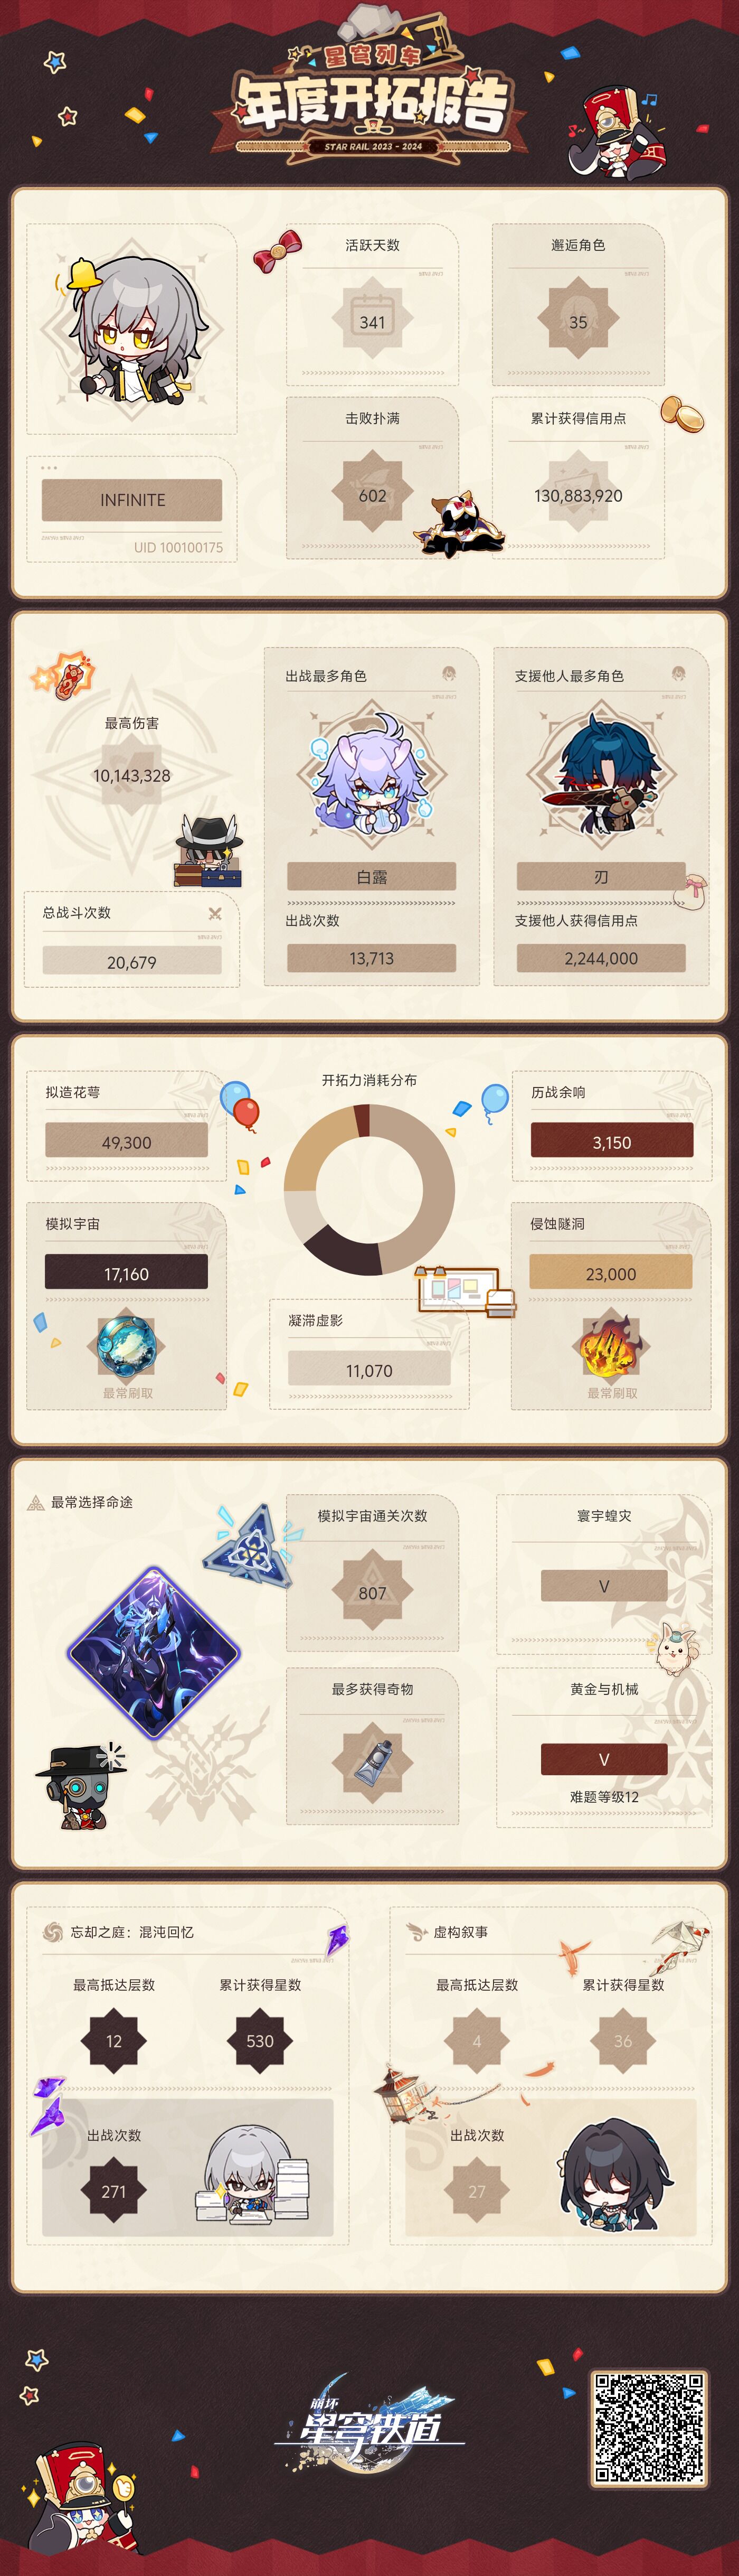 星穹列车
年度开拓报告
STAR RAIL 2023 - 2024
活跃天数
341
邂逅角色
35
击败扑满
602
累计获得信用点
130,883,920
INFINITE
UID 100100175
最高伤害
10,143,328
总战斗次数
20,679
出战最多角色
白露
出战次数
13,713
支援他人最多角色
刃
支援他人获得信用点
2,244,000
开拓力消耗分布
拟造花萼
49,300
历战余响
3,150
模拟宇宙
17,160
最常刷取
侵蚀隧洞
23,000
最常刷取
凝滞虚影
11,070
最常选择命途
模拟宇宙通关次数
807
寰宇蝗灾
V
最多获得奇物
黄金与机械
V
难题等级12
忘却之庭：混沌回忆
最高抵达层数
12
累计获得星数
530
出战次数
271
虚构叙事
最高抵达层数
4
累计获得星数
36
出战次数
27
崩坏
星穹铁道